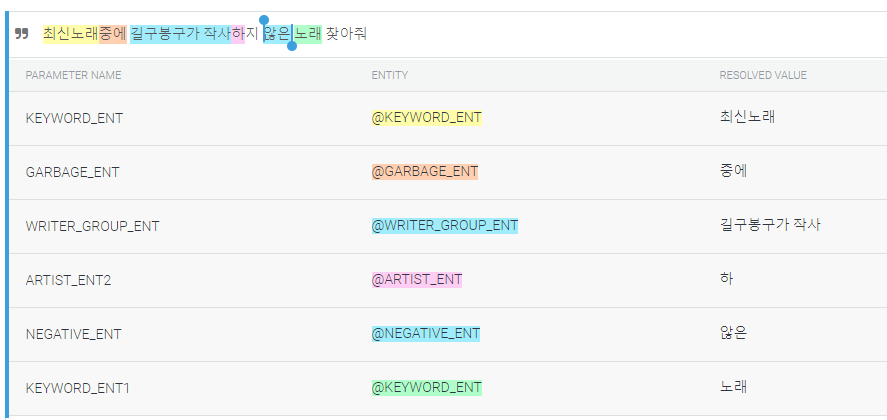 ❞ 최신노래중에 길구봉구가 작사하지 않은 노래 찾아줘
PARAMETER NAME ENTITY RESOLVED VALUE
KEYWORD_ENT @KEYWORD_ENT 최신노래
GARBAGE_ENT @GARBAGE_ENT 중에
WRITER_GROUP_ENT @WRITER_GROUP_ENT 길구봉구가 작사
ARTIST_ENT2 @ARTIST_ENT 하
NEGATIVE_ENT @NEGATIVE_ENT 않은
KEYWORD_ENT1 @KEYWORD_ENT 노래